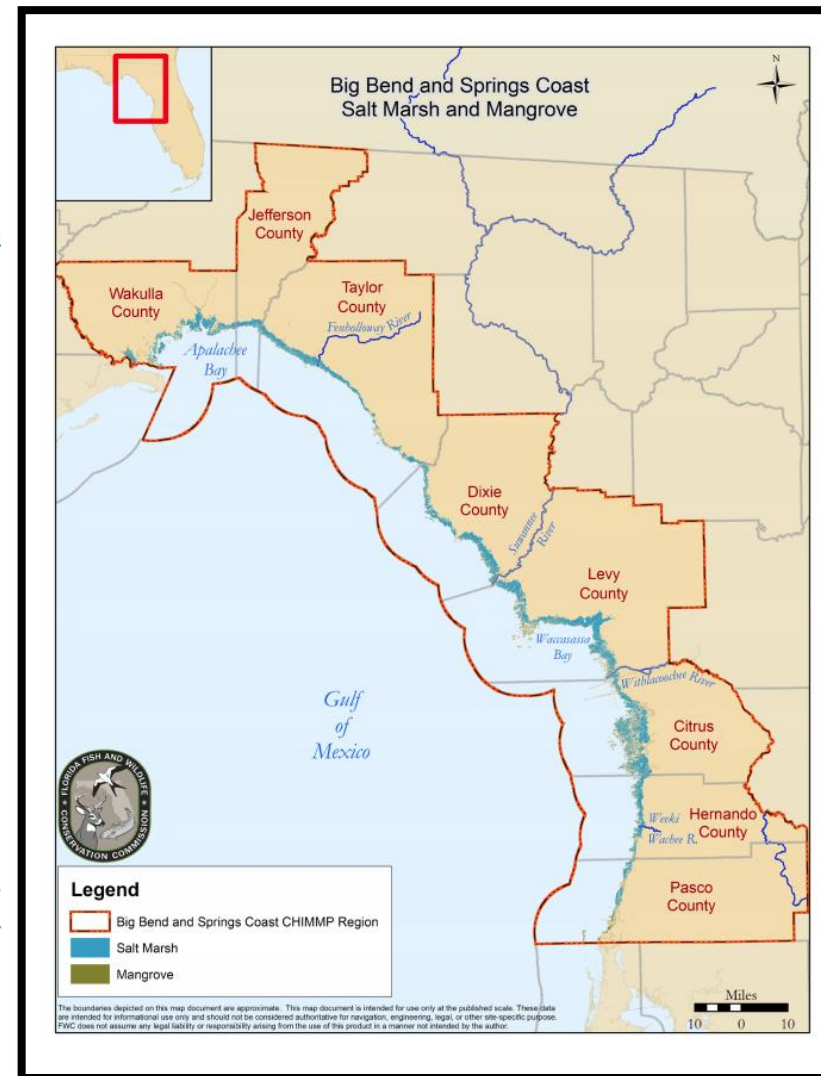 Big Bend and Springs Coast
Salt Marsh and Mangrove
N
Jefferson
County
Wakulla
County
Taylor
County
Fenholloway River
Apalachee
Bay
Dixie
County
Suwannee
River
Levy
County
Waccasassa
Bay
Withlacoochee River
Gulf
of
Mexico
Citrus
County
Weeki
Wachee R.
Hernando
County
Pasco
County
FLORIDA FISH AND WILDLIFE
CONSERVATION COMMISSION
Legend
Big Bend and Springs Coast CHIMMP Region
Salt Marsh
Mangrove
Miles
10 0 10
The boundaries depicted on this map document are approximate. This map document is intended for use only at the published scale. These data
are intended for informational use only and should not be considered authoritative for navigation, engineering, legal, or other site-specific purpose.
FWC does not assume any legal liability or responsibility arising from the use of this product in a manner not intended by the author.